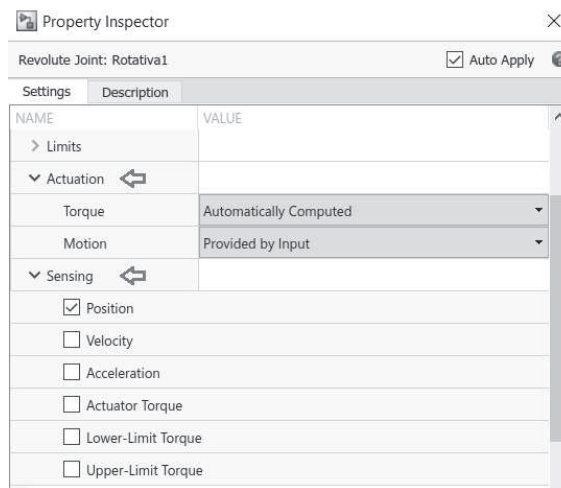 Property Inspector
Revolute Joint: Rotativa1
Auto Apply
Settings Description
NAME VALUE
Limits
Actuation
Torque Automatically Computed
Motion Provided by Input
Sensing
Position
Velocity
Acceleration
Actuator Torque
Lower-Limit Torque
Upper-Limit Torque